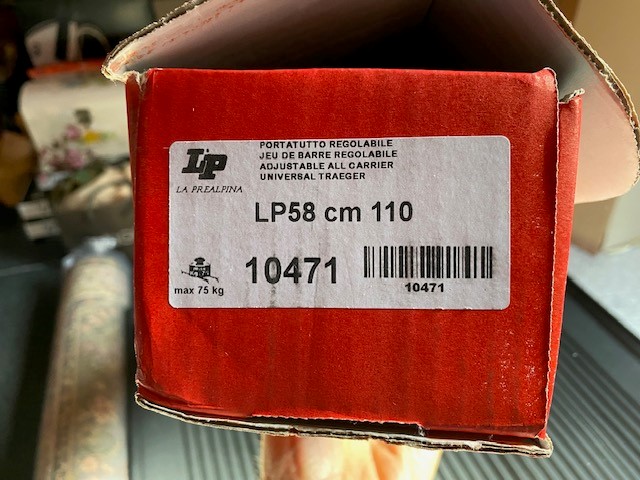 PORTATUTTO REGOLABILE
JEU DE BARRE REGOLABILE
ADJUSTABLE ALL CARRIER
UNIVERSAL TRAEGER
LP
LA PREALPINA
LP58 cm 110
10471
max 75 kg
10471